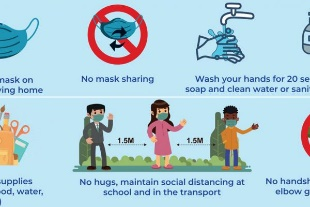 mask on
ving home
No mask sharing
Wash your hands for 20 se
soap and clean water or sanit
1.5M
1.5M
supplies
ood, water,
)
No hugs, maintain social distancing at
school and in the transport
No handsh
elbow g